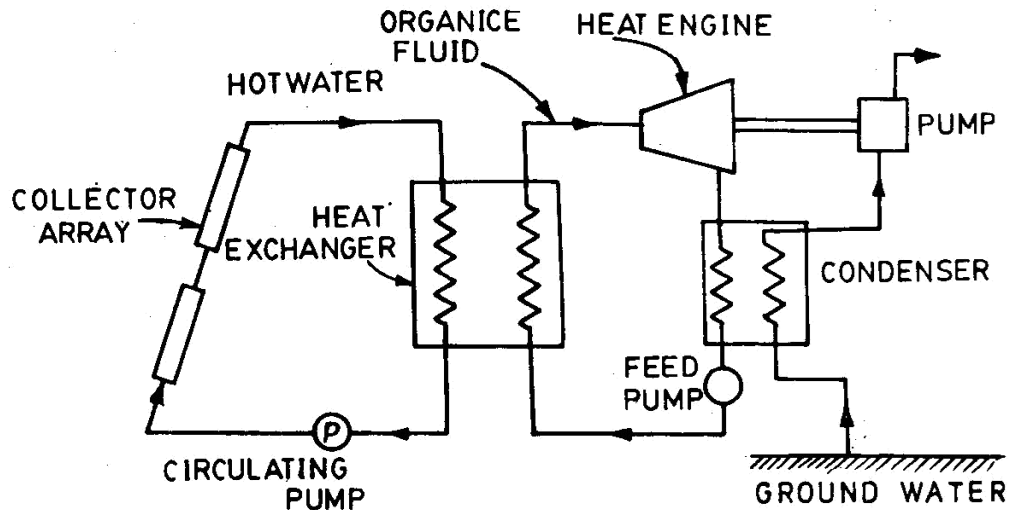 ORGANICE
FLUID
HEAT ENGINE
HOTWATER
PUMP
COLLECTOR
ARRAY
HEAT
EXCHANGER
CONDENSER
FEED
PUMP
P
CIRCULATING
PUMP
GROUND WATER